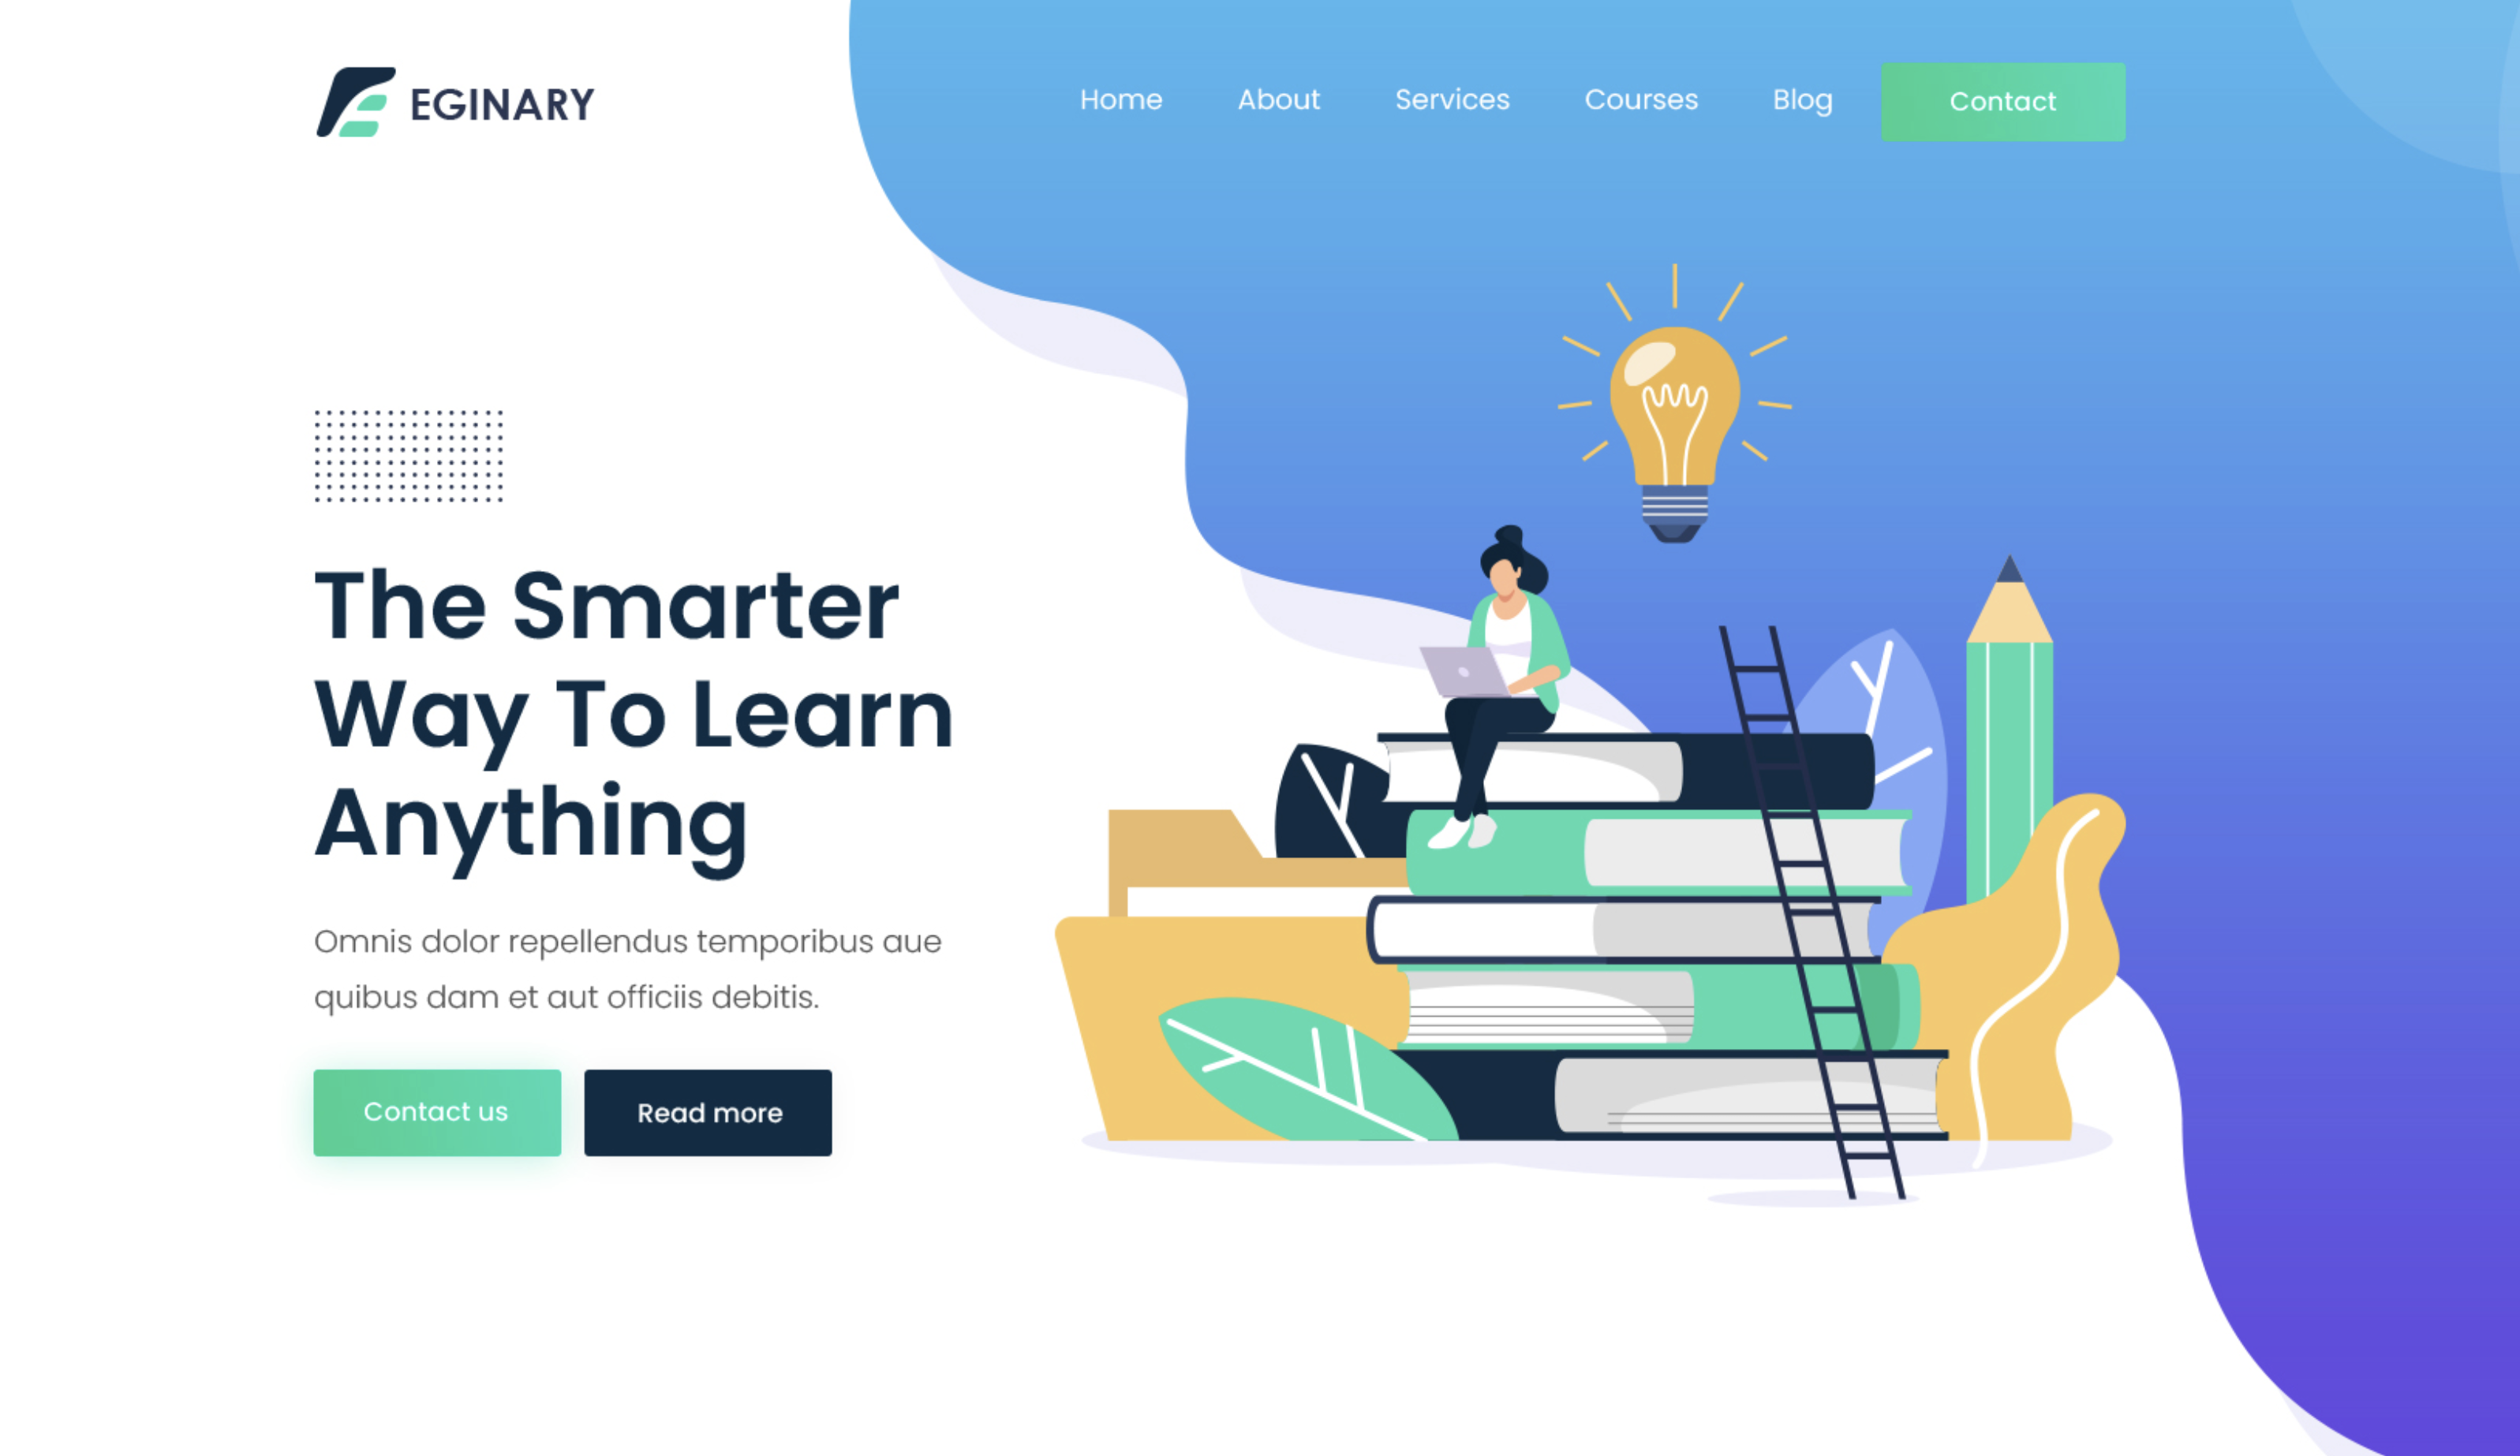 EGINARY
Home About Services Courses Blog Contact
The Smarter
Way To Learn
Anything
Omnis dolor repellendus temporibus aue
quibus dam et aut officiis debitis.
Contact us Read more